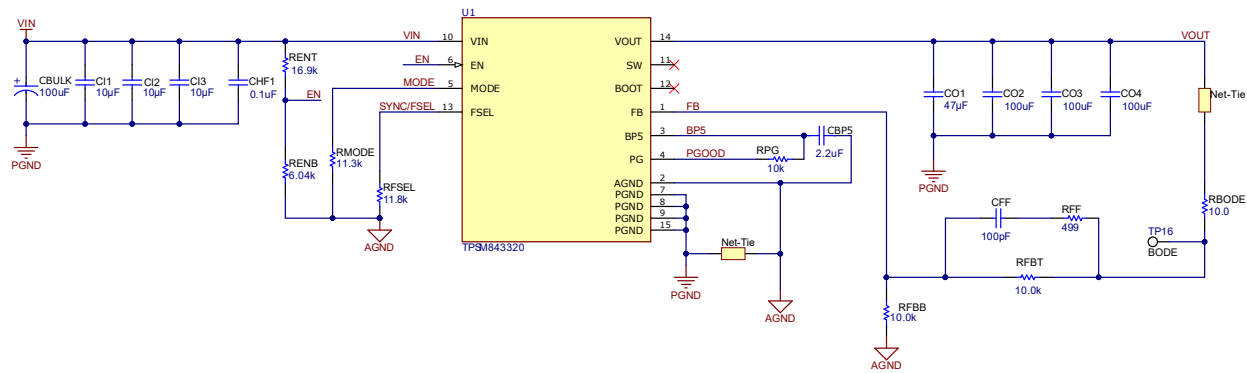 VIN
CBULK
100uF
CI1
10µF
CI2
10µF
CI3
10µF
CHF1
0.1uF
PGND
RENT
16.9k
EN
RENB
6.04k
RMODE
11.3k
RFSEL
11.8k
AGND
U1
VIN 10 VIN
EN 6 EN
MODE 5 MODE
SYNC/FSEL 13 FSEL
VOUT 14
SW 11
BOOT 12
FB 1 FB
BP5 3 BP5
PG 4 PGOOD
AGND 2
PGND 7
PGND 8
PGND 9
PGND 15
TPSM843320
RPG
10k
CBP5
2.2uF
Net-Tie
PGND
AGND
VOUT
CO1
47µF
CO2
100uF
CO3
100uF
CO4
100uF
PGND
Net-Tie
RBODE
10.0
TP16
BODE
CFF
100pF
RFF
499
RFBT
10.0k
RFBB
10.0k
AGND